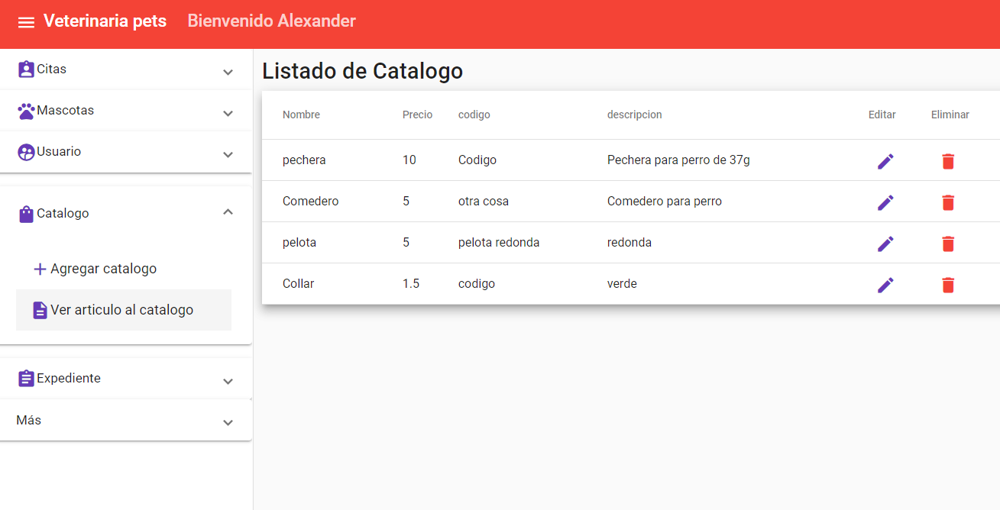 Veterinaria pets Bienvenido Alexander
Citas
Mascotas
Usuario
Catalogo
Agregar catalogo
Ver articulo al catalogo
Expediente
Más
Listado de Catalogo
Nombre Precio codigo descripcion Editar Eliminar
pechera 10 Codigo Pechera para perro de 37g
Comedero 5 otra cosa Comedero para perro
pelota 5 pelota redonda redonda
Collar 1.5 codigo verde